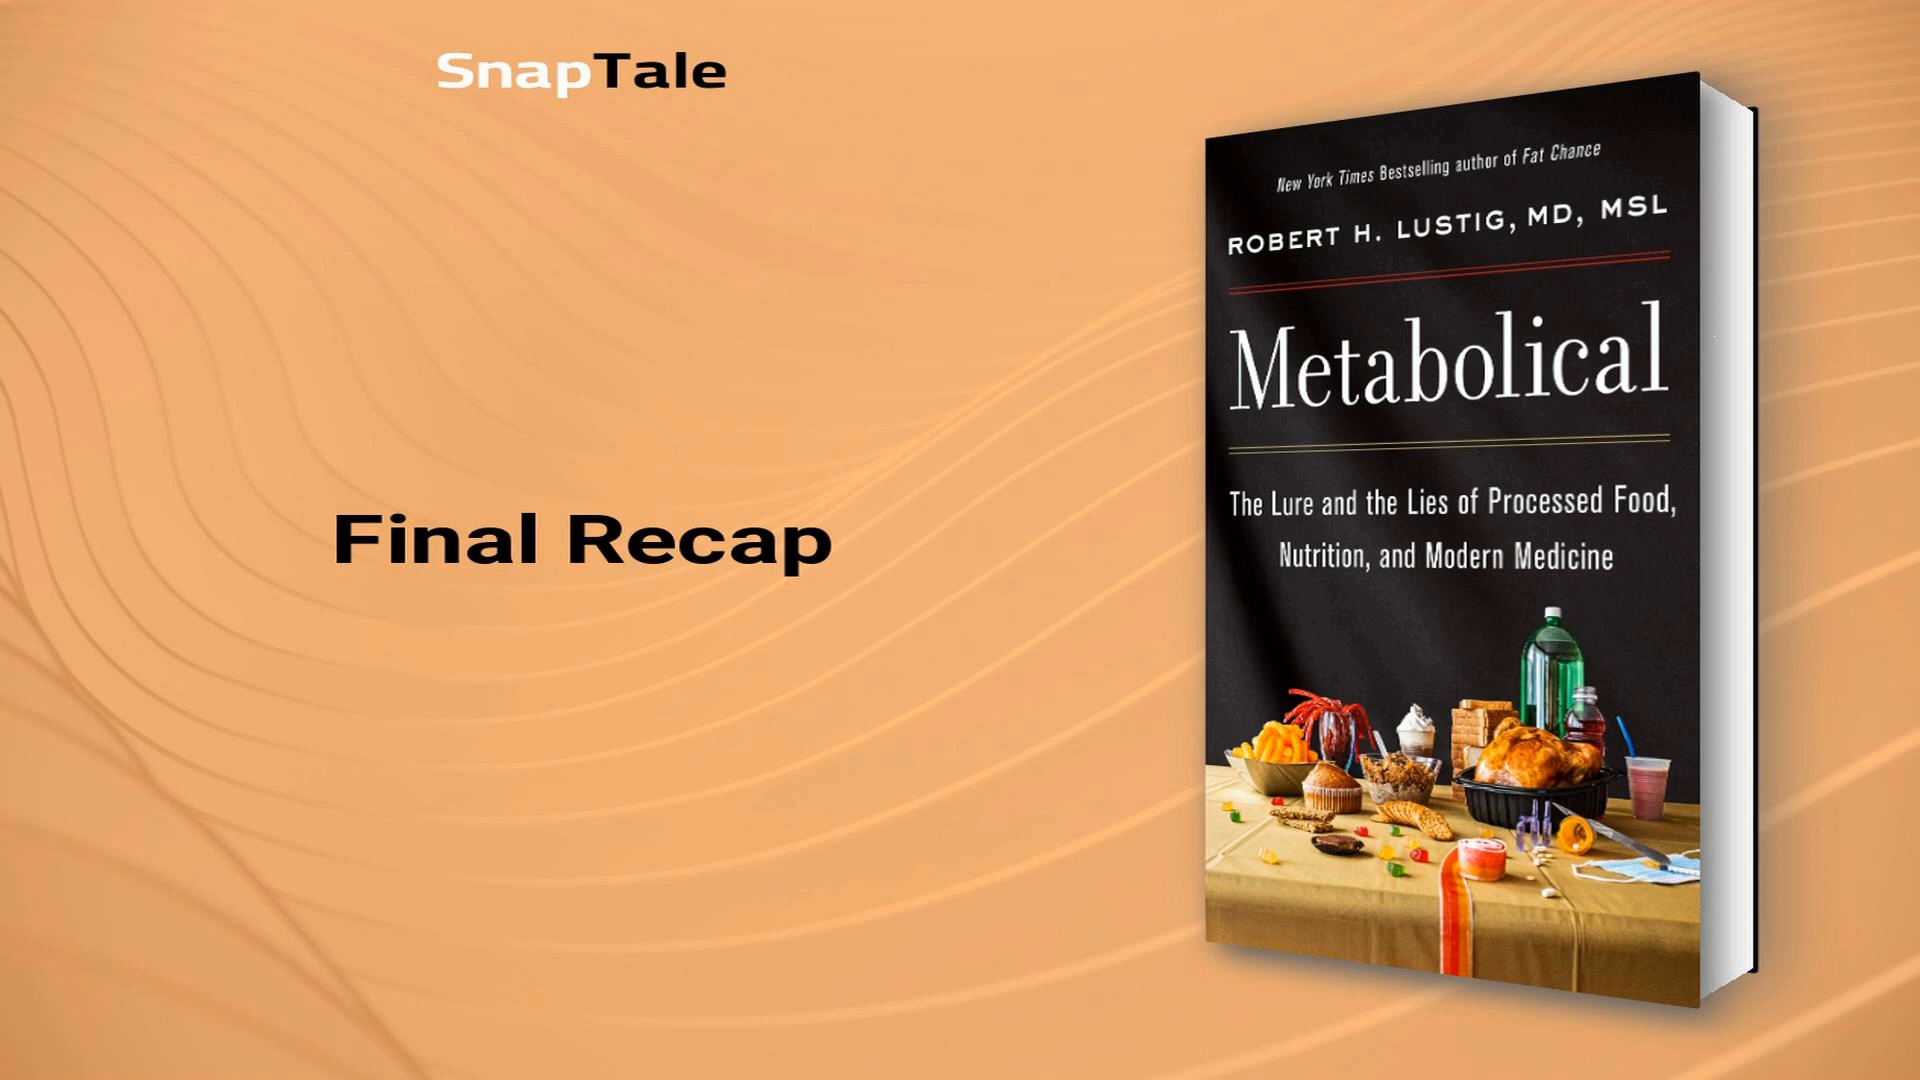 SnapTale
Final Recap
New York Times Bestselling author of Fat Chance
ROBERT H. LUSTIG, MD, MSL
Metabolical
The Lure and the Lies of Processed Food,
Nutrition, and Modern Medicine